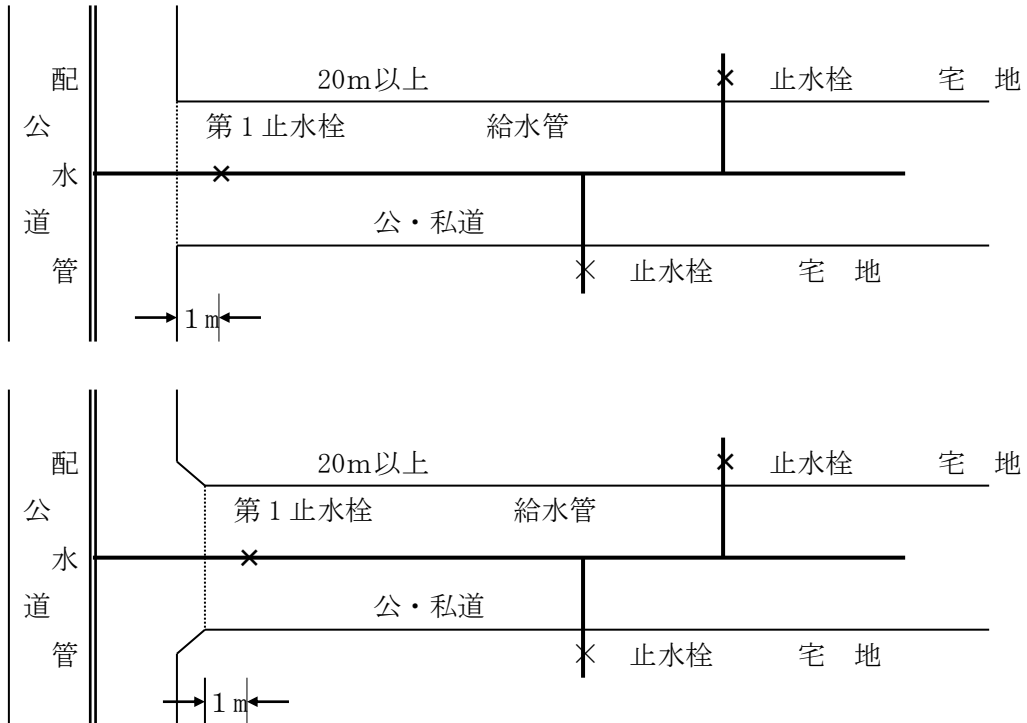 配水管
公道
20m以上
止水栓
宅 地
第1止水栓
給水管
公・私道
止水栓
宅 地
1m
配水管
公道
20m以上
止水栓
宅 地
第1止水栓
給水管
公・私道
止水栓
宅 地
1m